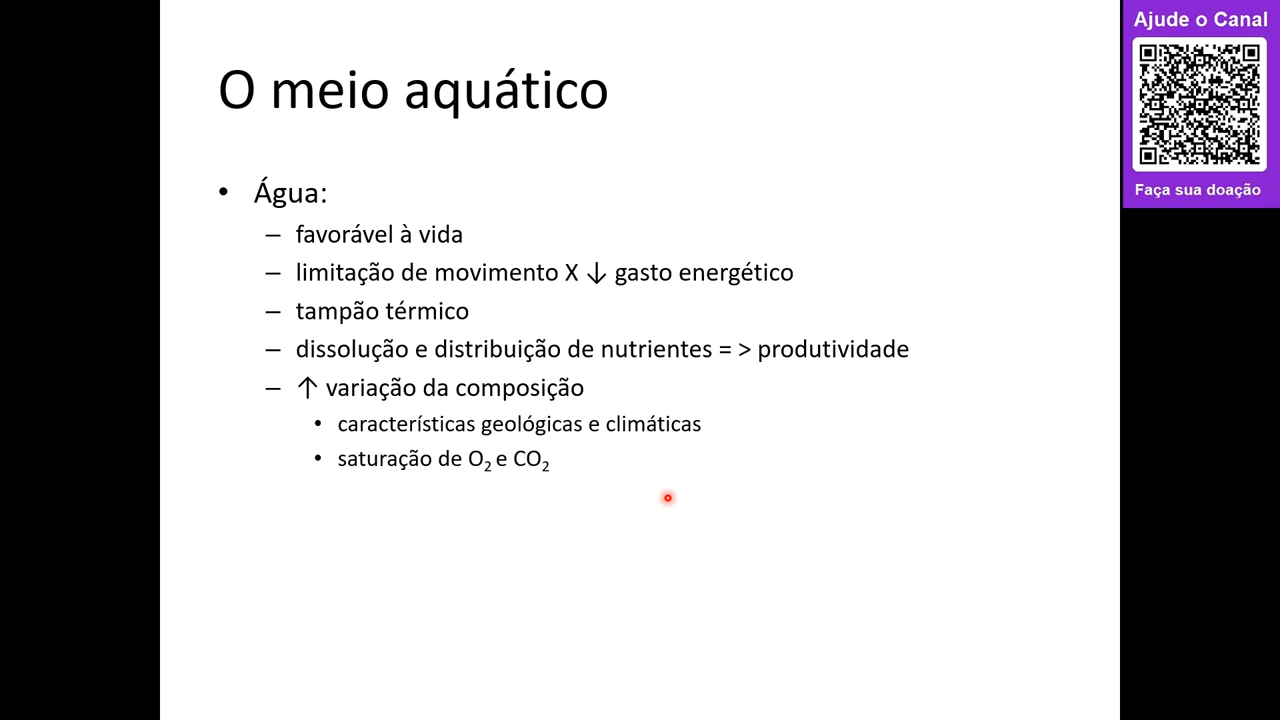 O meio aquático
• Água:
– favorável à vida
– limitação de movimento X ↓ gasto energético
– tampão térmico
– dissolução e distribuição de nutrientes = > produtividade
– ↑ variação da composição
• características geológicas e climáticas
• saturação de O₂ e CO₂
Ajude o Canal
Faça sua doação